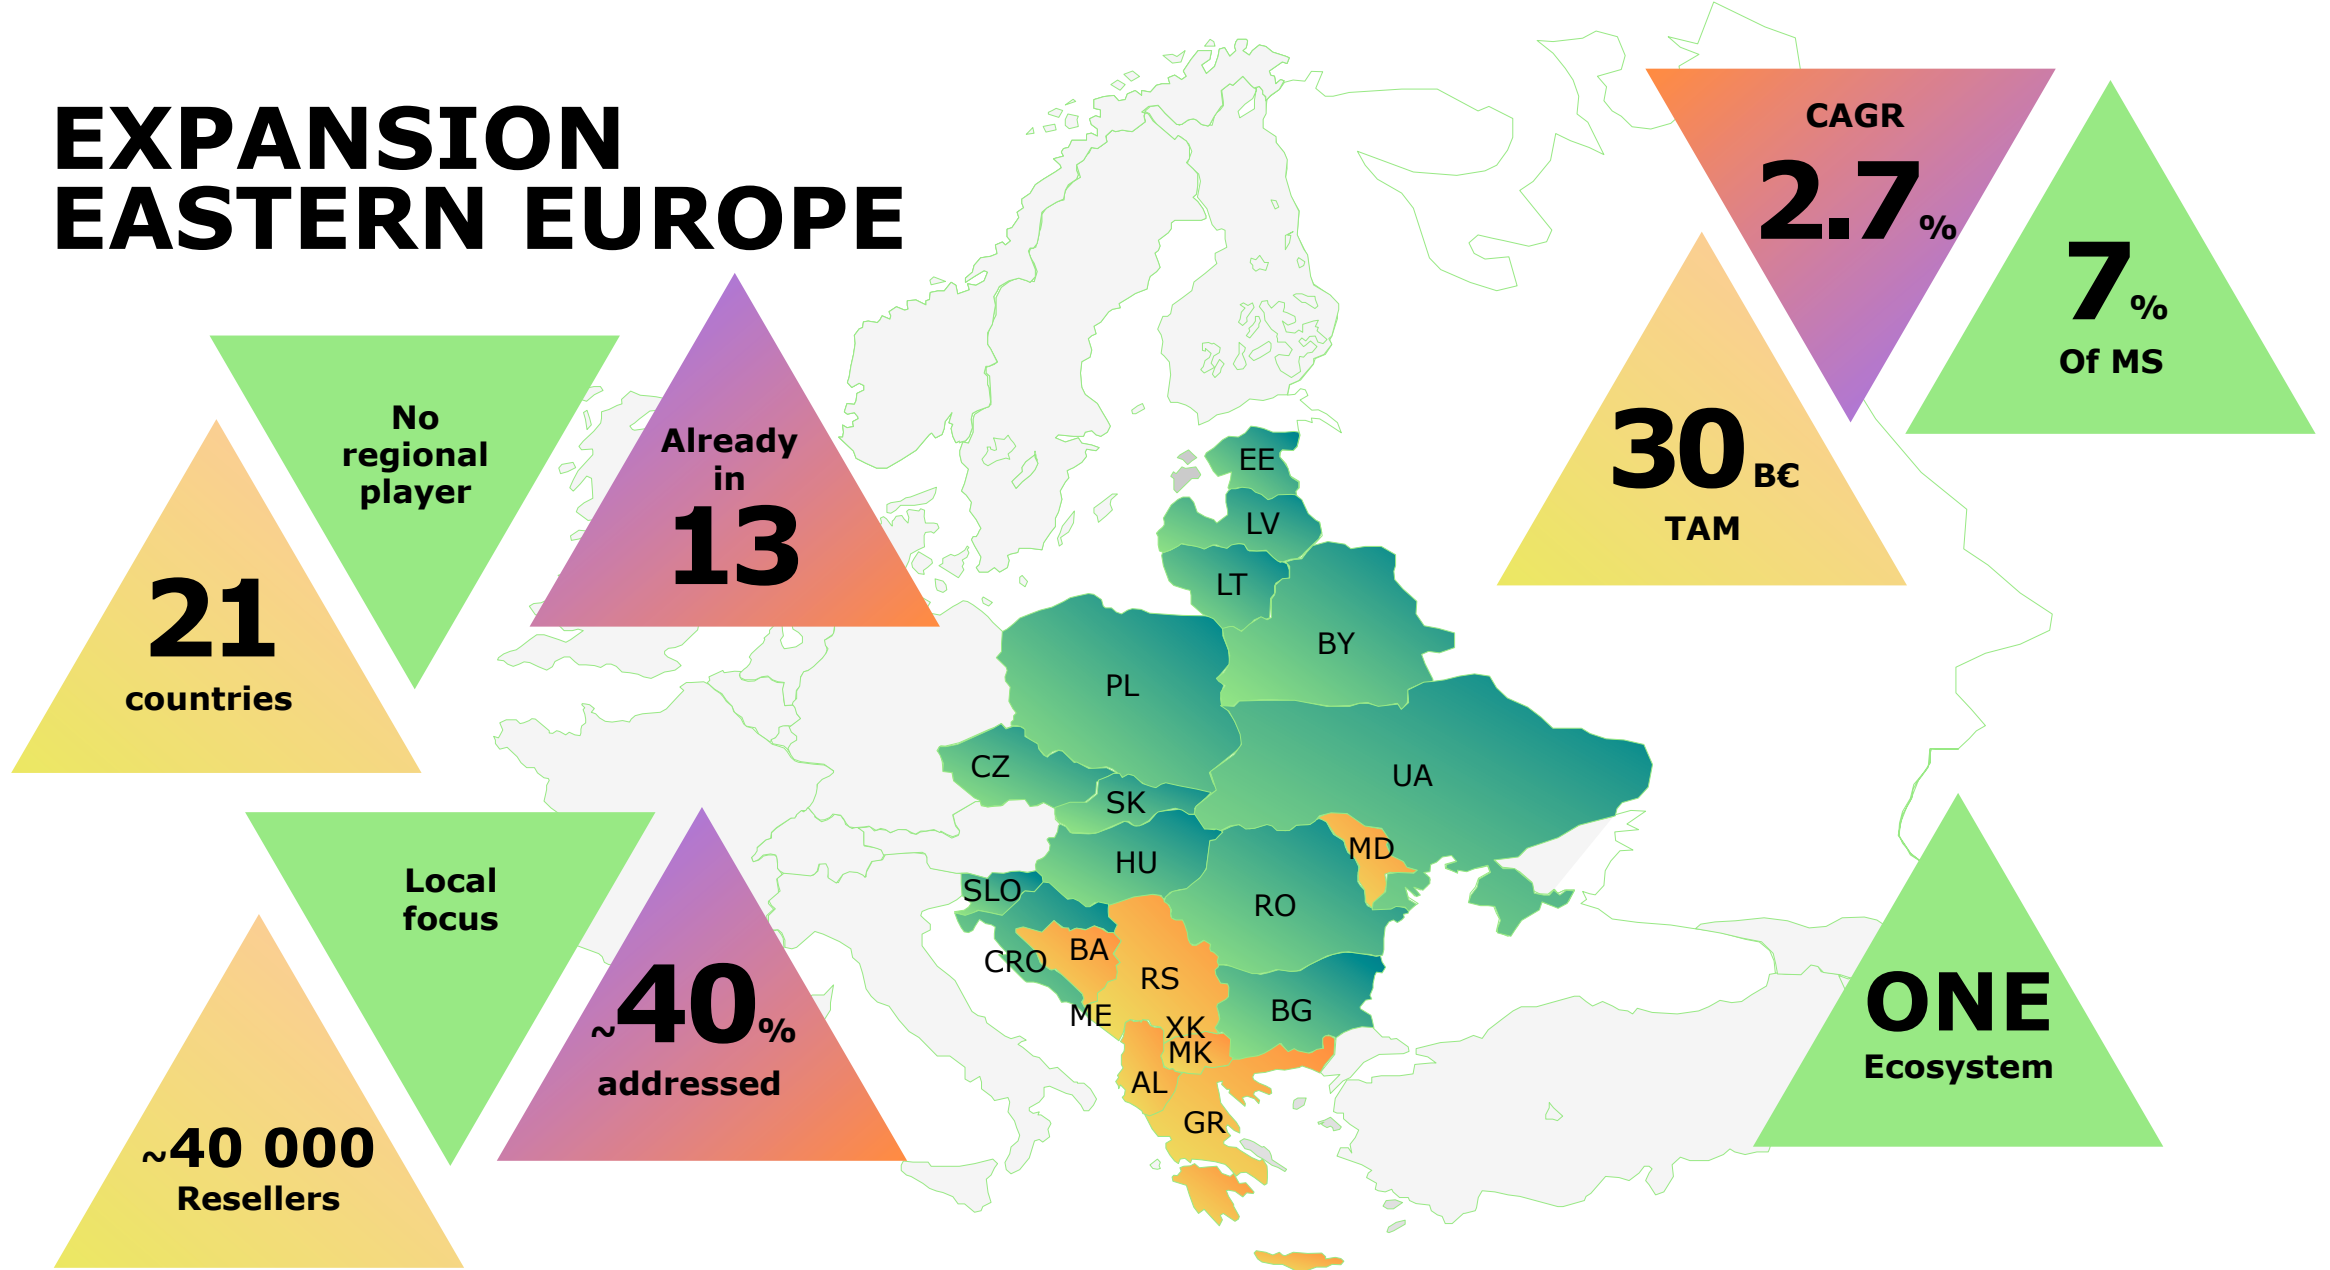 EXPANSION
EASTERN EUROPE
No
regional
player
Already
in
13
21
countries
Local
focus
~40%
addressed
~40 000
Resellers
CAGR
2.7%
7%
Of MS
30 B€
TAM
ONE
Ecosystem
EE
LV
LT
BY
PL
CZ
UA
SK
MD
HU
SLO
RO
BA
CRO
RS
BG
ME
XK
MK
AL
GR